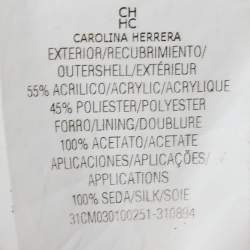 CH
HC
CAROLINA HERRERA
EXTERIOR/RECUBRIMIENTO/
OUTERSHELL/EXTÉRIEUR
55% ACRILICO/ACRYLIC/ACRYLIQUE
45% POLIESTER/POLYESTER
FORRO/LINING/DOUBLURE
100% ACETATO/ACETATE
APLICACIONES/APLICAÇÕES/
APPLICATIONS
100% SEDA/SILK/SOIE
31CM030100251-310894